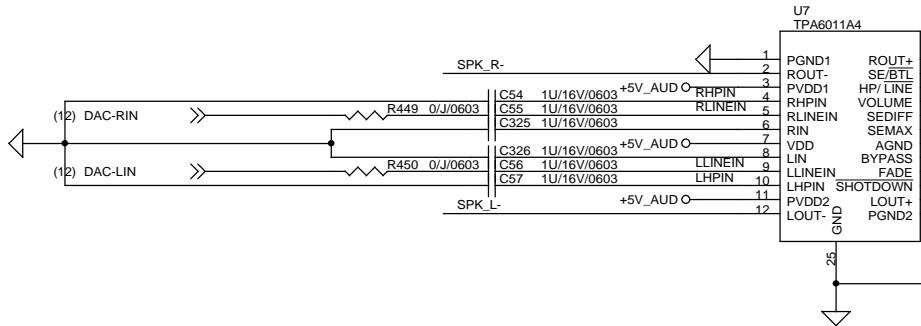 U7
TPA6011A4
SPK_R-
1 PGND1 ROUT+
2 ROUT- SE/BTL
+5V_AUD 3 PVDD1 HP/ LINE
C54 1U/16V/0603 RHPIN 4 RHPIN VOLUME
(12) DAC-RIN R449 0/J/0603 C55 1U/16V/0603 RLINEIN 5 RLINEIN SEDIFF
C325 1U/16V/0603 6 RIN SEMAX
+5V_AUD 7 VDD AGND
C326 1U/16V/0603 8 LIN BYPASS
(12) DAC-LIN R450 0/J/0603 C56 1U/16V/0603 LLINEIN 9 LLINEIN FADE
C57 1U/16V/0603 LHPIN 10 LHPIN SHOTDOWN
+5V_AUD 11 PVDD2 LOUT+
SPK_L- 12 LOUT- PGND2
GND
25